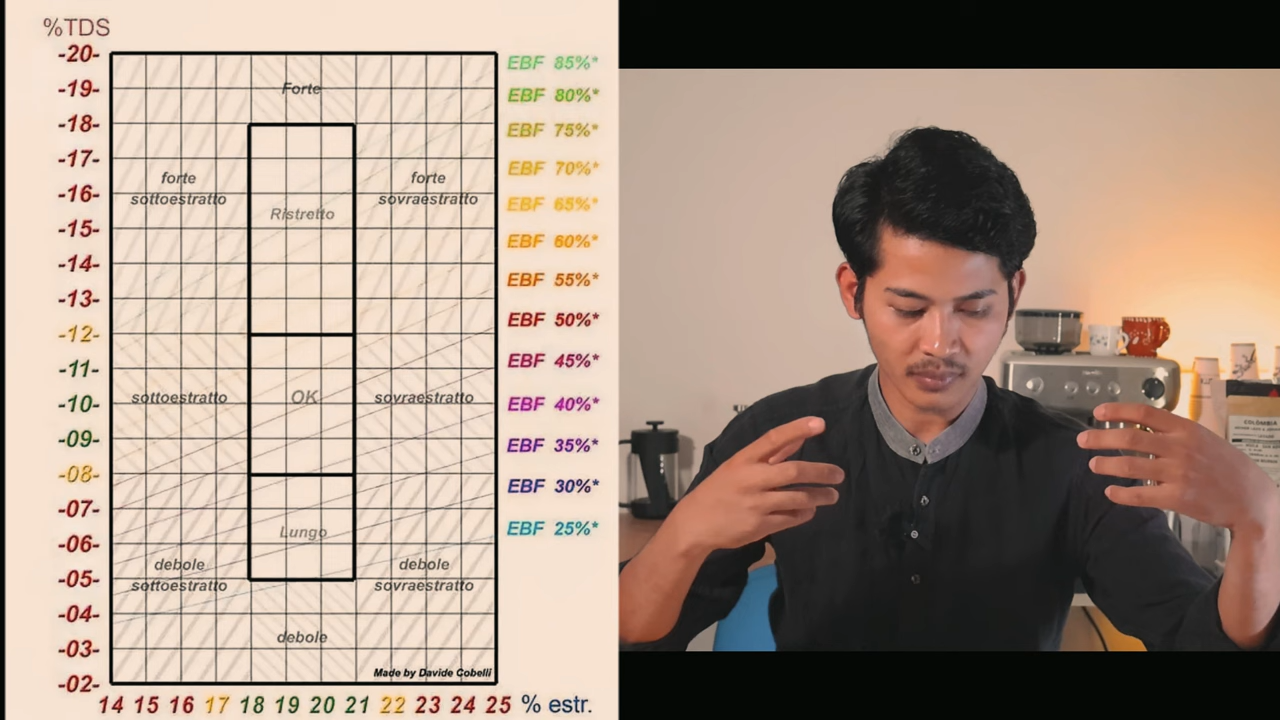 %TDS
-20-
-19-
-18-
-17-
-16-
-15-
-14-
-13-
-12-
-11-
-10-
-09-
-08-
-07-
-06-
-05-
-04-
-03-
-02-
Forte
forte
sottoestratto
Ristretto
forte
sovraestratto
sottoestratto
OK
sovraestratto
Lungo
debole
sottoestratto
debole
sovraestratto
debole
Made by Davide Cobelli
EBF 85%*
EBF 80%*
EBF 75%*
EBF 70%*
EBF 65%*
EBF 60%*
EBF 55%*
EBF 50%*
EBF 45%*
EBF 40%*
EBF 35%*
EBF 30%*
EBF 25%*
14 15 16 17 18 19 20 21 22 23 24 25 % estr.
COLOMBIA